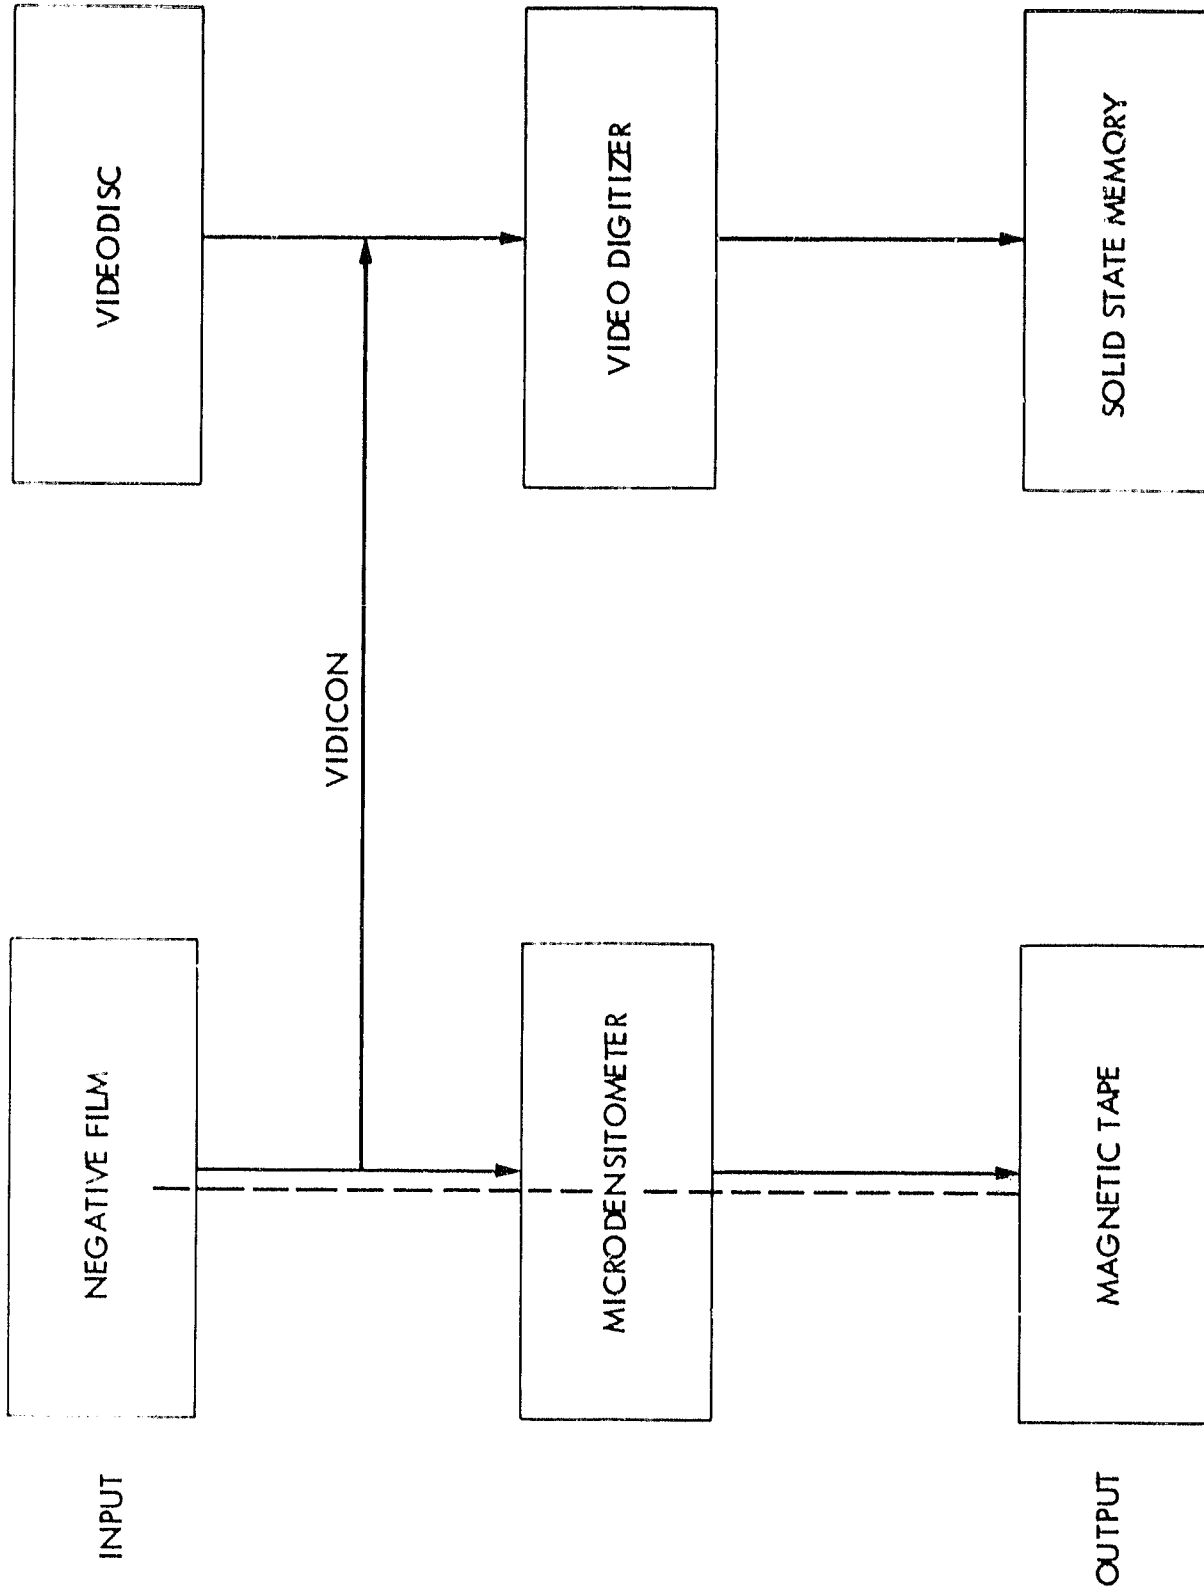 INPUT
NEGATIVE FILM
VIDEODISC
VIDICON
MICRODENSITOMETER
VIDEO DIGITIZER
OUTPUT
MAGNETIC TAPE
SOLID STATE MEMORY